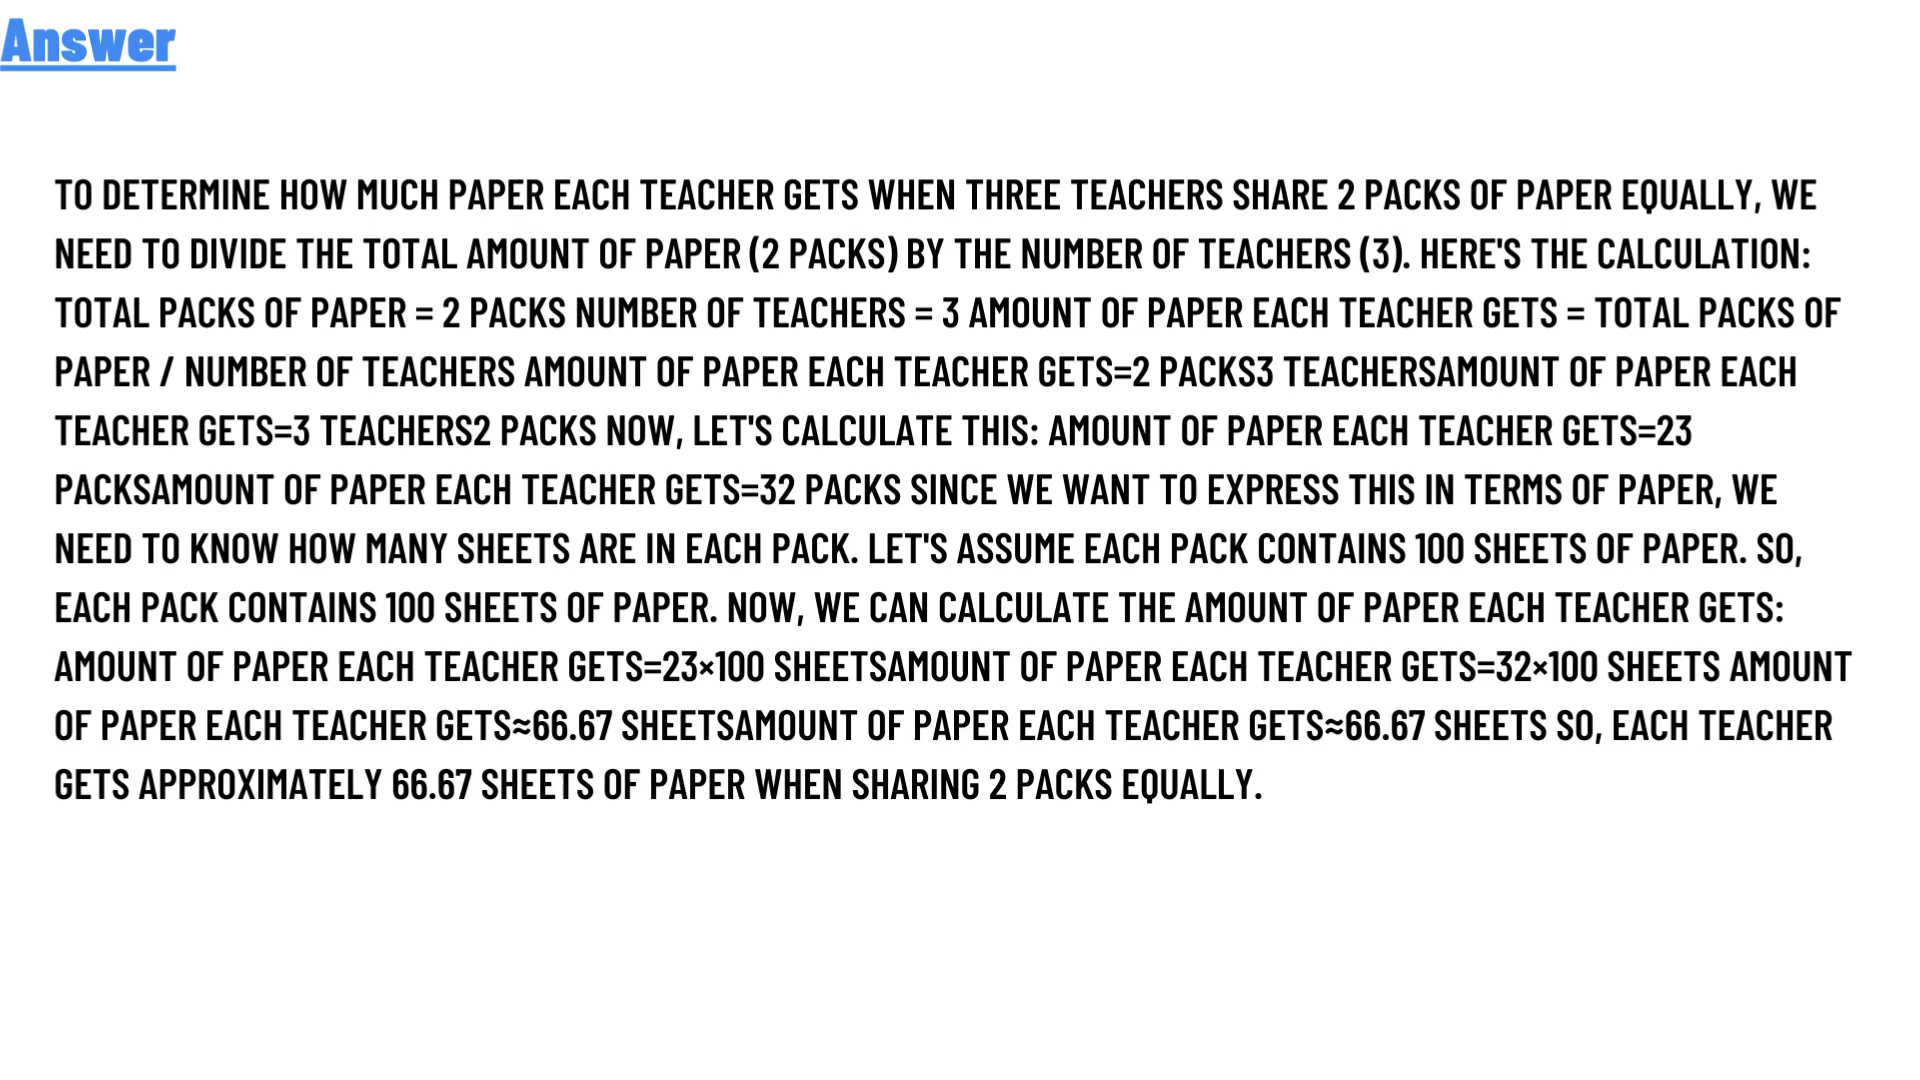 Answer
TO DETERMINE HOW MUCH PAPER EACH TEACHER GETS WHEN THREE TEACHERS SHARE 2 PACKS OF PAPER EQUALLY, WE
NEED TO DIVIDE THE TOTAL AMOUNT OF PAPER (2 PACKS) BY THE NUMBER OF TEACHERS (3). HERE'S THE CALCULATION:
TOTAL PACKS OF PAPER = 2 PACKS NUMBER OF TEACHERS = 3 AMOUNT OF PAPER EACH TEACHER GETS = TOTAL PACKS OF
PAPER / NUMBER OF TEACHERS AMOUNT OF PAPER EACH TEACHER GETS=2 PACKS3 TEACHERSAMOUNT OF PAPER EACH
TEACHER GETS=3 TEACHERS2 PACKS NOW, LET'S CALCULATE THIS: AMOUNT OF PAPER EACH TEACHER GETS=23
PACKSAMOUNT OF PAPER EACH TEACHER GETS=32 PACKS SINCE WE WANT TO EXPRESS THIS IN TERMS OF PAPER, WE
NEED TO KNOW HOW MANY SHEETS ARE IN EACH PACK. LET'S ASSUME EACH PACK CONTAINS 100 SHEETS OF PAPER. SO,
EACH PACK CONTAINS 100 SHEETS OF PAPER. NOW, WE CAN CALCULATE THE AMOUNT OF PAPER EACH TEACHER GETS:
AMOUNT OF PAPER EACH TEACHER GETS=23×100 SHEETSAMOUNT OF PAPER EACH TEACHER GETS=32×100 SHEETS AMOUNT
OF PAPER EACH TEACHER GETS≈66.67 SHEETSAMOUNT OF PAPER EACH TEACHER GETS≈66.67 SHEETS SO, EACH TEACHER
GETS APPROXIMATELY 66.67 SHEETS OF PAPER WHEN SHARING 2 PACKS EQUALLY.